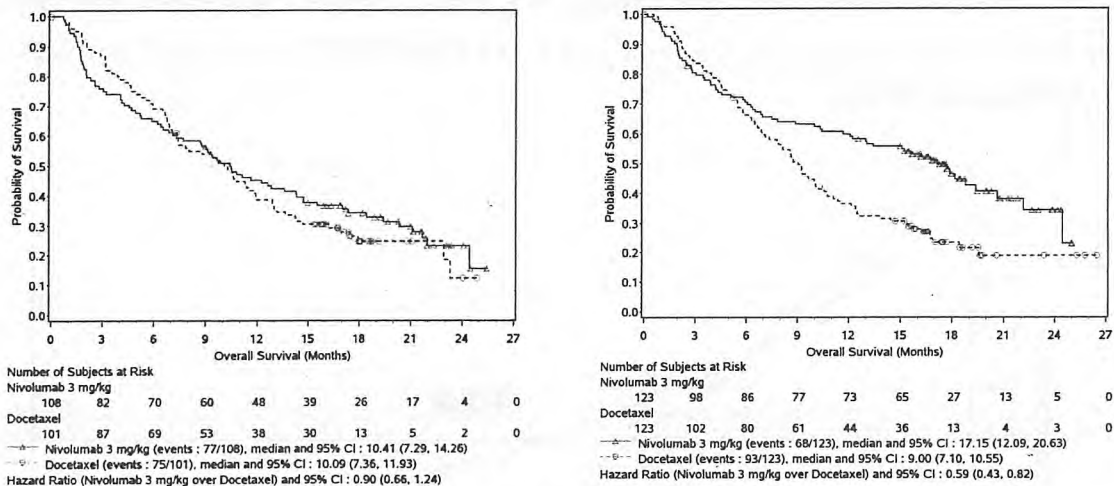 1.0
0.9
0.8
0.7
0.6
0.5
0.4
0.3
0.2
0.1
0.0
Probability of Survival
0 3 6 9 12 15 18 21 24 27
Overall Survival (Months)
Number of Subjects at Risk
Nivolumab 3 mg/kg
108 82 70 60 48 39 26 17 4 0
Docetaxel
101 87 69 53 38 30 13 5 2 0
Nivolumab 3 mg/kg (events : 77/108), median and 95% CI : 10.41 (7.29, 14.26)
Docetaxel (events : 75/101), median and 95% CI : 10.09 (7.36, 11.93)
Hazard Ratio (Nivolumab 3 mg/kg over Docetaxel) and 95% CI : 0.90 (0.66, 1.24)
1.0
0.9
0.8
0.7
0.6
0.5
0.4
0.3
0.2
0.1
0.0
Probability of Survival
0 3 6 9 12 15 18 21 24 27
Overall Survival (Months)
Number of Subjects at Risk
Nivolumab 3 mg/kg
123 98 86 77 73 65 27 13 5 0
Docetaxel
123 102 80 61 44 36 13 4 3 0
Nivolumab 3 mg/kg (events : 68/123), median and 95% CI : 17.15 (12.09, 20.63)
Docetaxel (events : 93/123), median and 95% CI : 9.00 (7.10, 10.55)
Hazard Ratio (Nivolumab 3 mg/kg over Docetaxel) and 95% CI : 0.59 (0.43, 0.82)